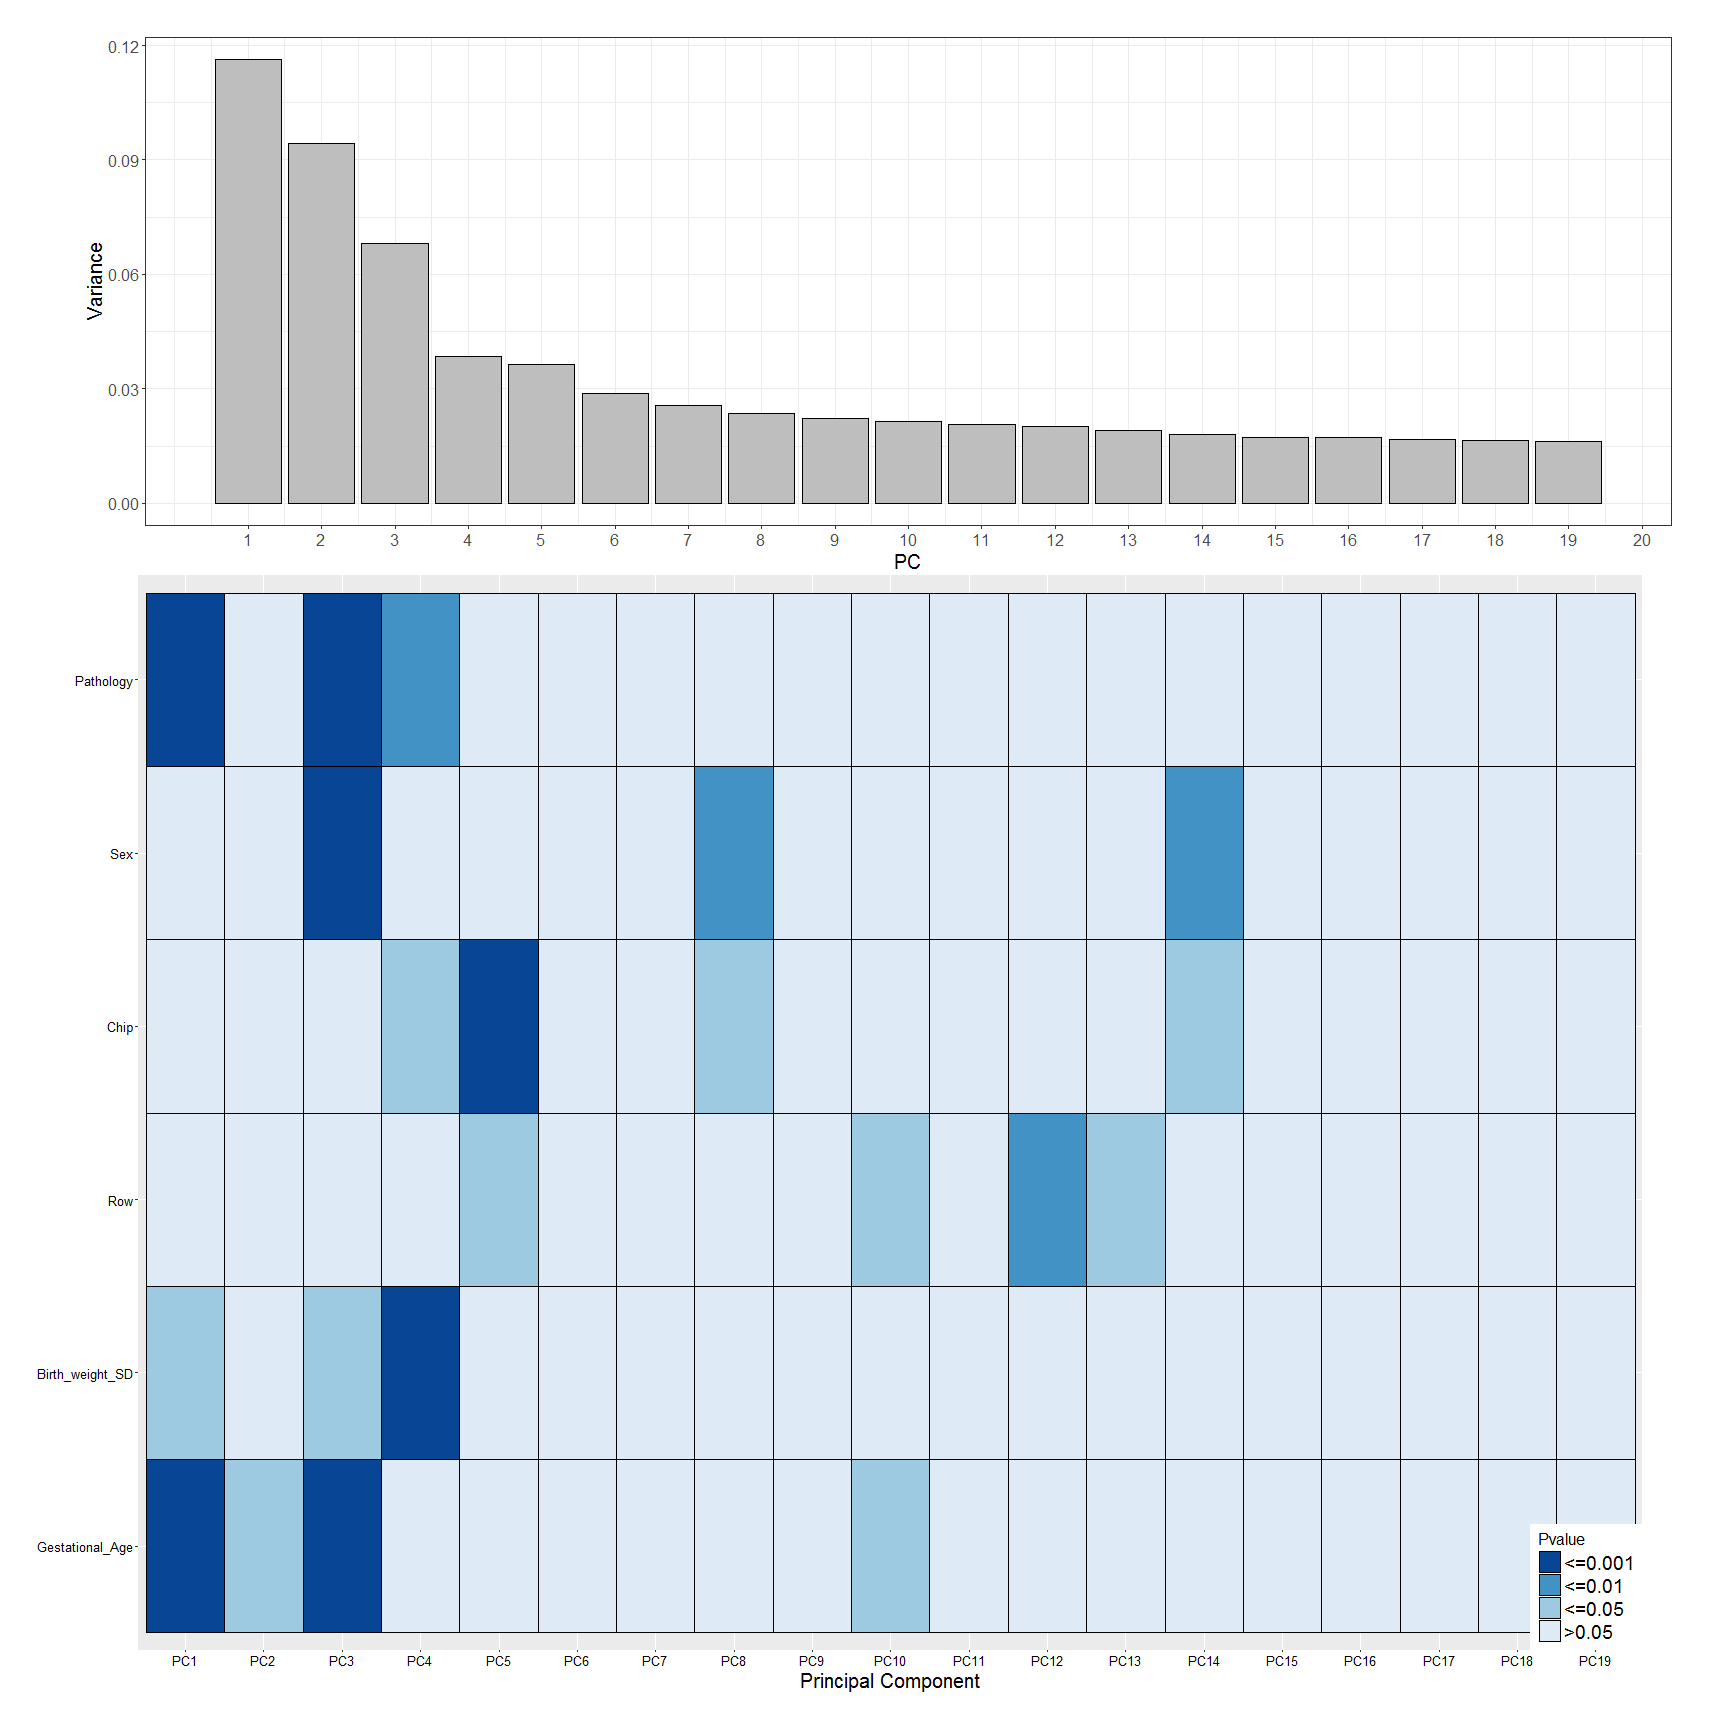 0.12
0.09
0.06
0.03
0.00
Variance
1 2 3 4 5 6 7 8 9 10 11 12 13 14 15 16 17 18 19 20
PC
Pathology
Sex
Chip
Row
Birth_weight_SD
Gestational_Age
Pvalue
<=0.001
<=0.01
<=0.05
>0.05
PC1 PC2 PC3 PC4 PC5 PC6 PC7 PC8 PC9 PC10 PC11 PC12 PC13 PC14 PC15 PC16 PC17 PC18 PC19
Principal Component